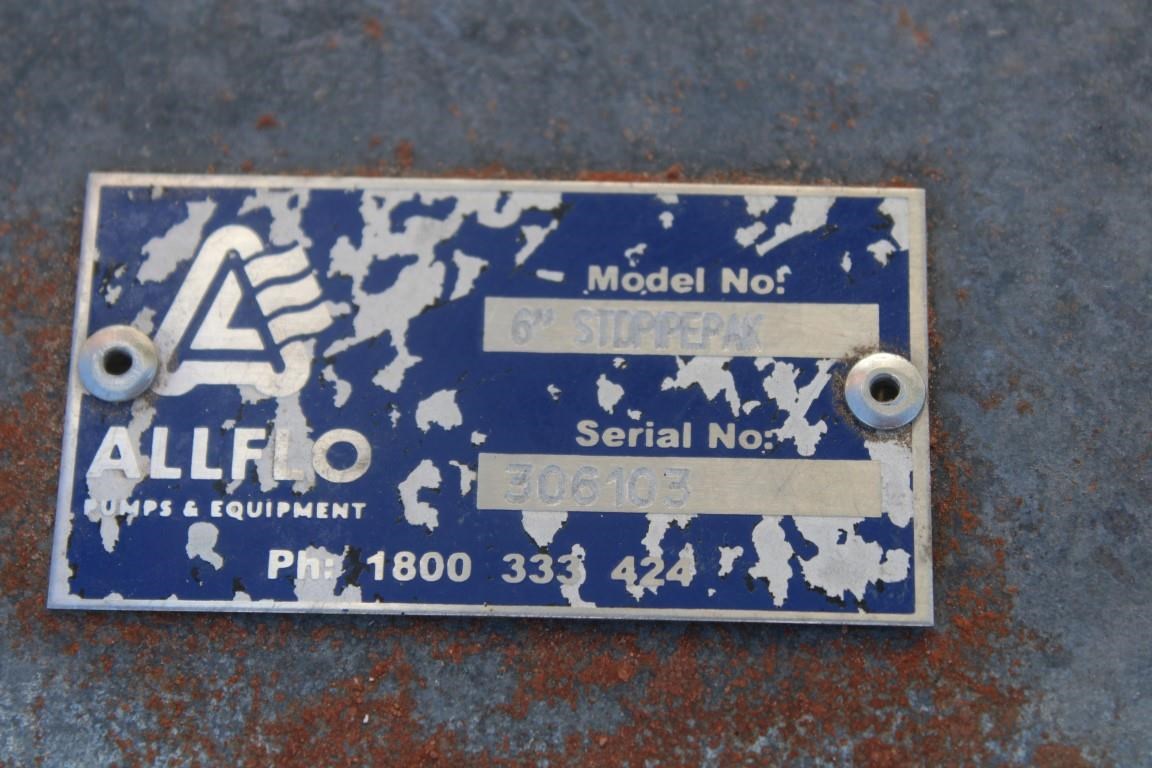 Model No:
6" STDPIPEPAK
ALLFLO
PUMPS & EQUIPMENT
Serial No:
306103
Ph: 1800 333 424